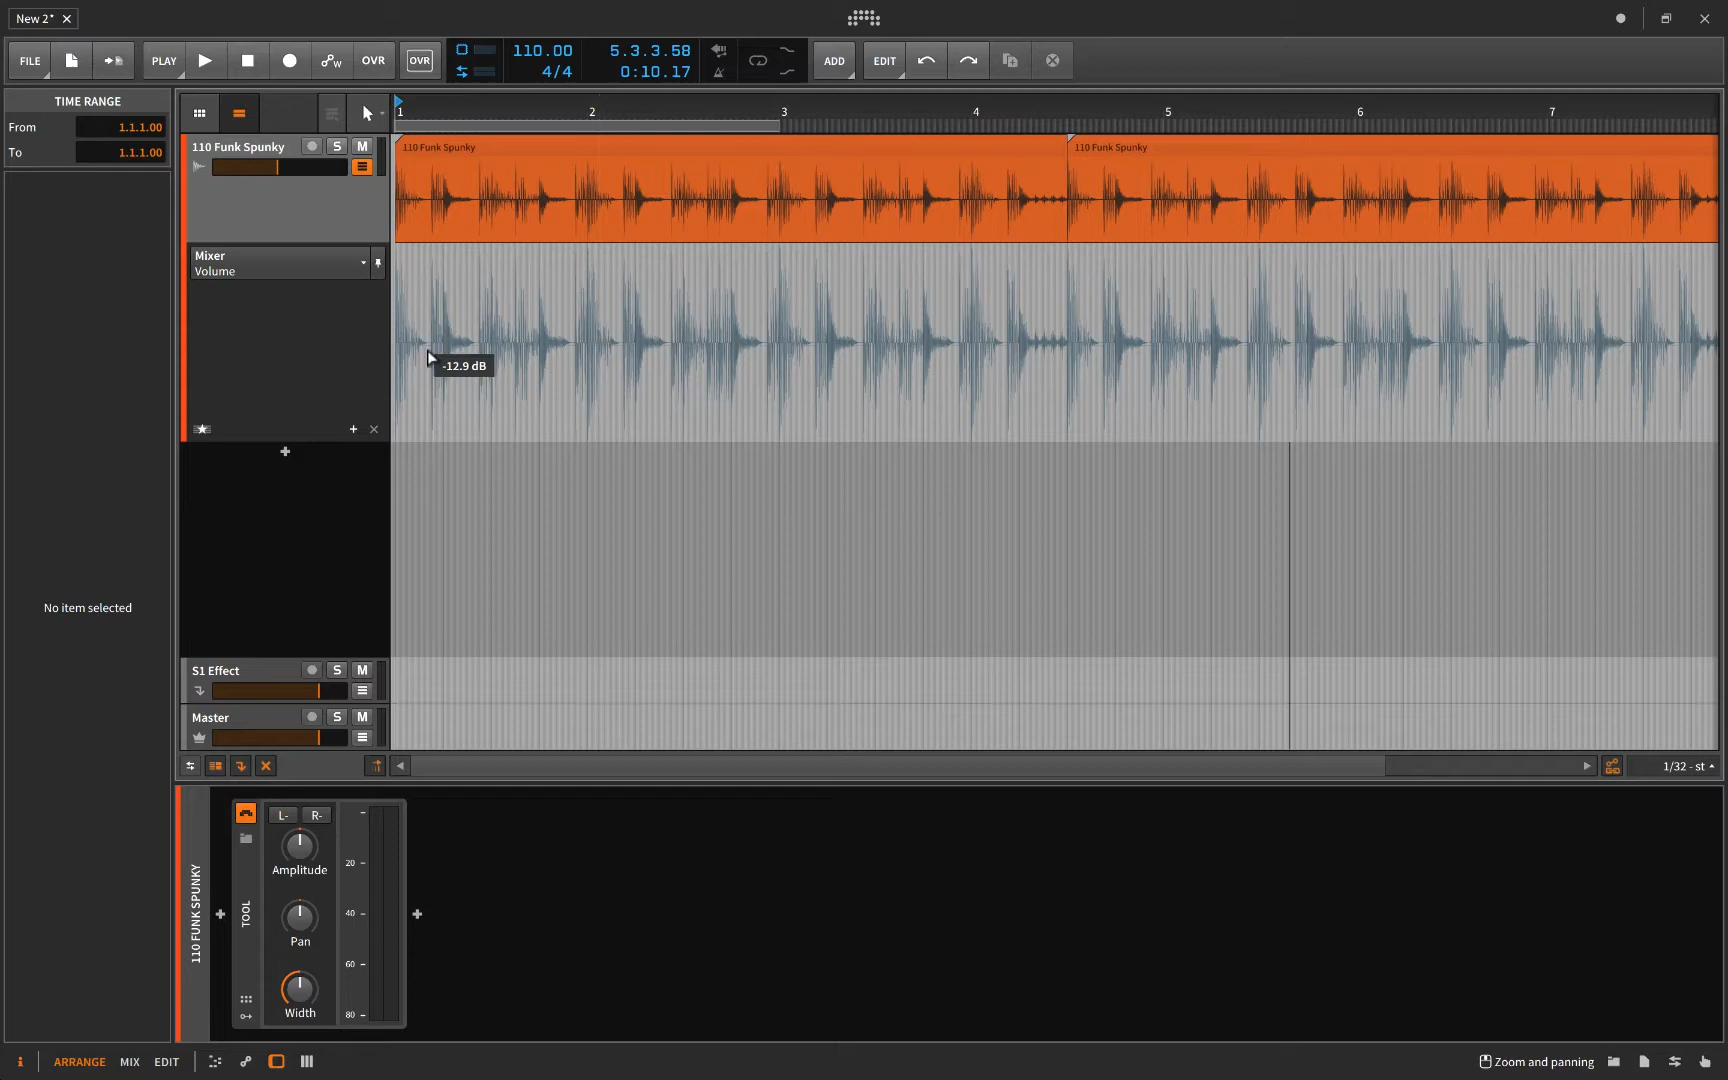 New 2*
FILE PLAY OVR OVR 110.00 5.3.3.58 ADD EDIT
4/4 0:10.17
TIME RANGE
From 1.1.1.00
To 1.1.1.00
No item selected
1 2 3 4 5 6 7
110 Funk Spunky S M
110 Funk Spunky 110 Funk Spunky
Mixer
Volume
-12.9 dB
S1 Effect S M
Master S M
1/32 - st
110 FUNK SPUNKY
TOOL
L- R-
Amplitude
Pan
Width
20
40
60
80
i ARRANGE MIX EDIT Zoom and panning